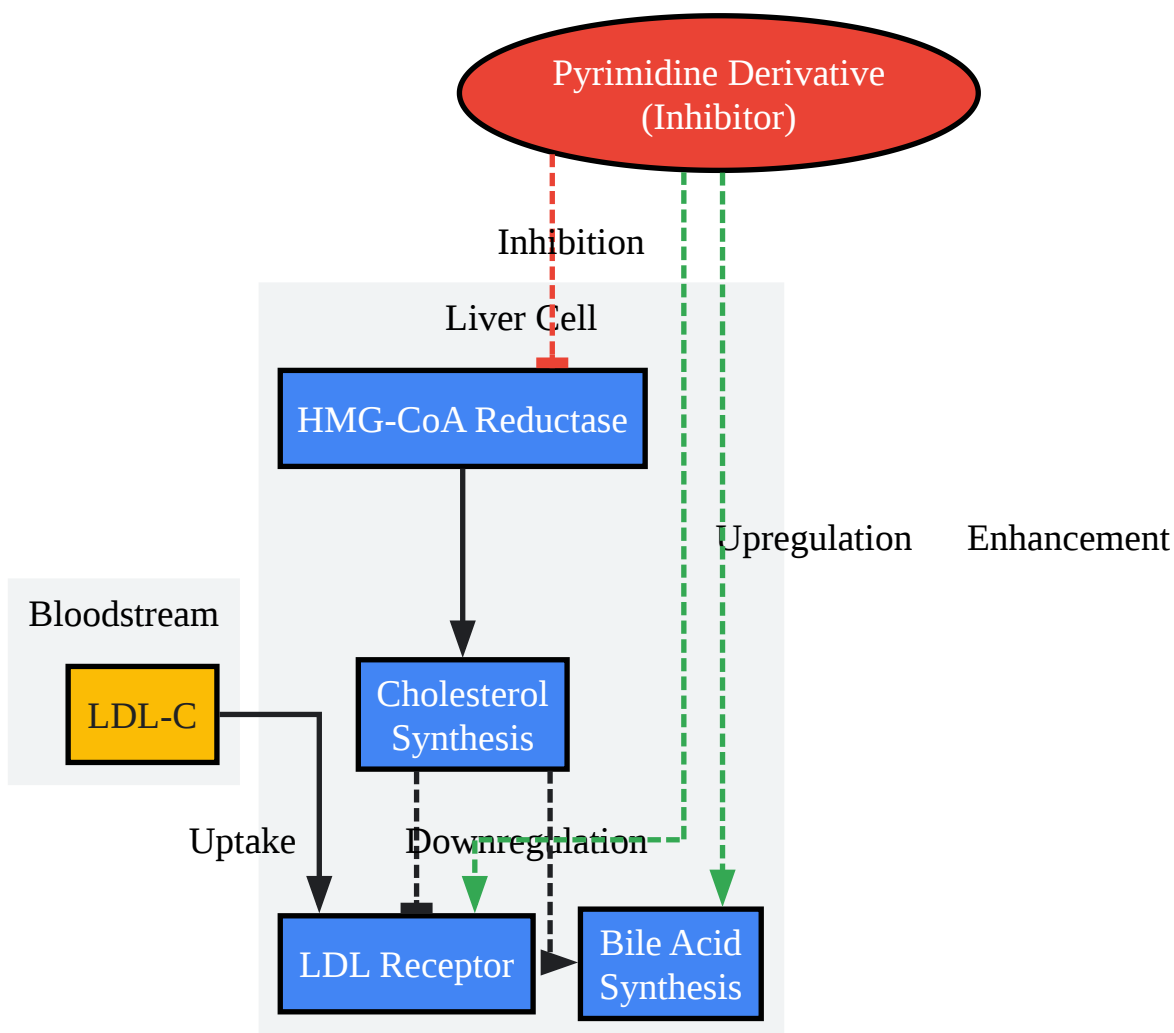 Pyrimidine Derivative
(Inhibitor)
Inhibition
Liver Cell
HMG-CoA Reductase
Upregulation
Enhancement
Bloodstream
LDL-C
Cholesterol
Synthesis
Uptake
Downregulation
LDL Receptor
Bile Acid
Synthesis